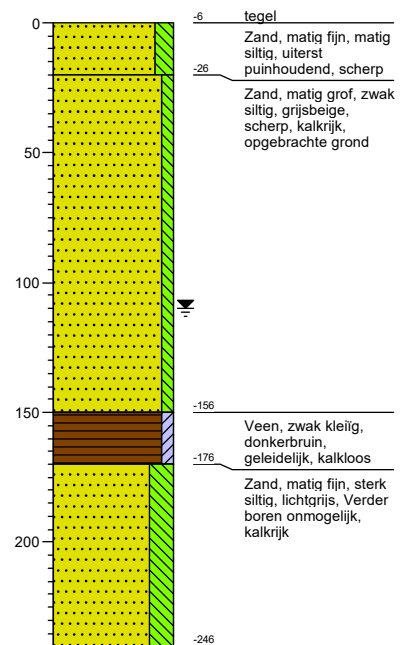 0
50
100
150
200
-6
tegel
Zand, matig fijn, matig
siltig, uiterst
puinhoudend, scherp
-26
Zand, matig grof, zwak
siltig, grijsbeige,
scherp, kalkrijk,
opgebrachte grond
-156
Veen, zwak kleiïg,
donkerbruin,
geleidelijk, kalkloos
-176
Zand, matig fijn, sterk
siltig, lichtgrijs, Verder
boren onmogelijk,
kalkrijk
-246